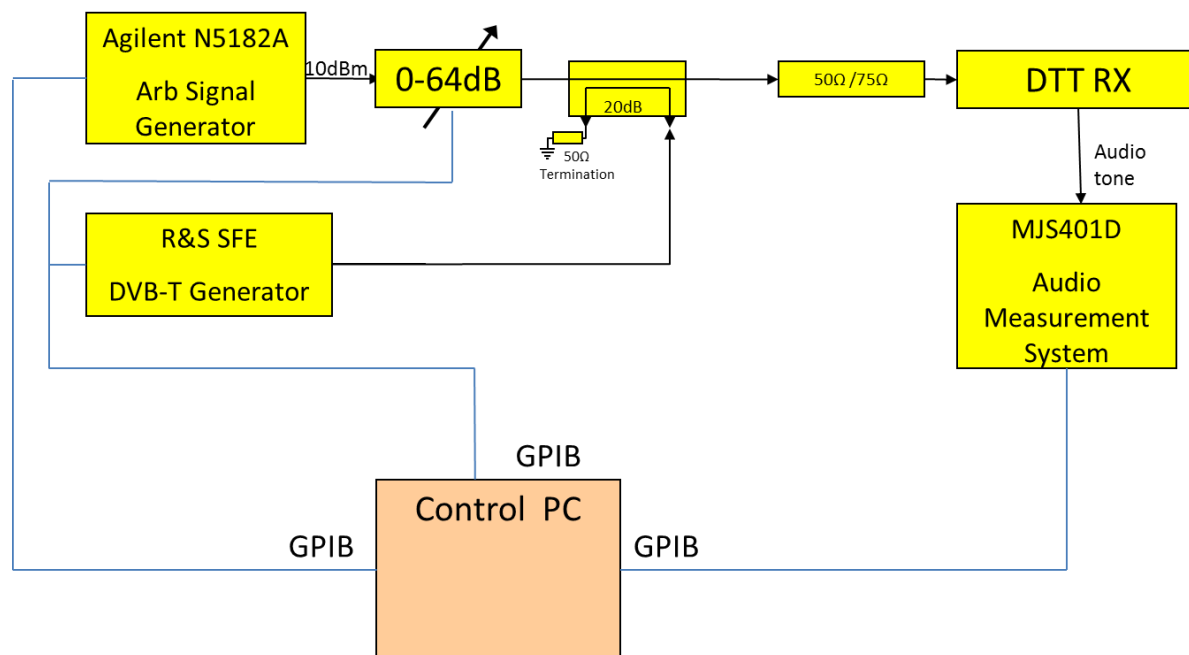 Agilent N5182A
Arb Signal
Generator
10dBm
0-64dB
20dB
50Ω
Termination
50Ω /75Ω
DTT RX
Audio
tone
R&S SFE
DVB-T Generator
MJS401D
Audio
Measurement
System
GPIB
Control PC
GPIB
GPIB